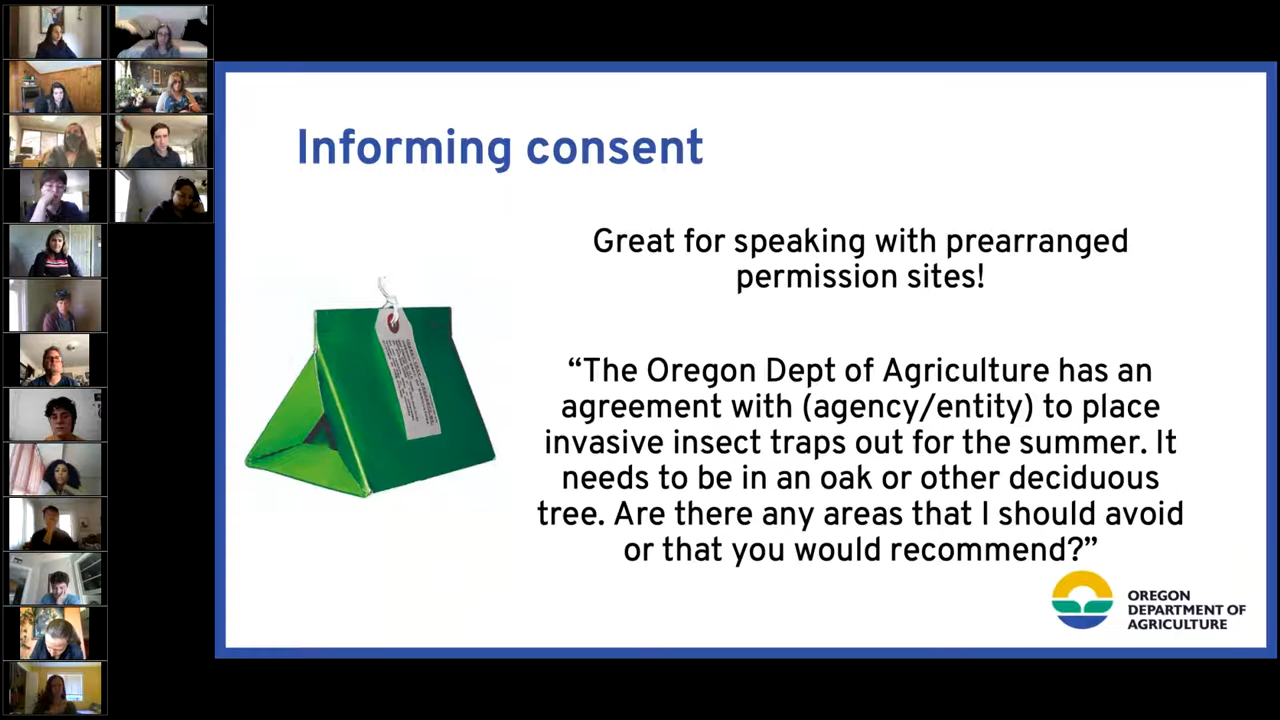 Informing consent
Great for speaking with prearranged
permission sites!
“The Oregon Dept of Agriculture has an
agreement with (agency/entity) to place
invasive insect traps out for the summer. It
needs to be in an oak or other deciduous
tree. Are there any areas that I should avoid
or that you would recommend?”
OREGON
DEPARTMENT OF
AGRICULTURE